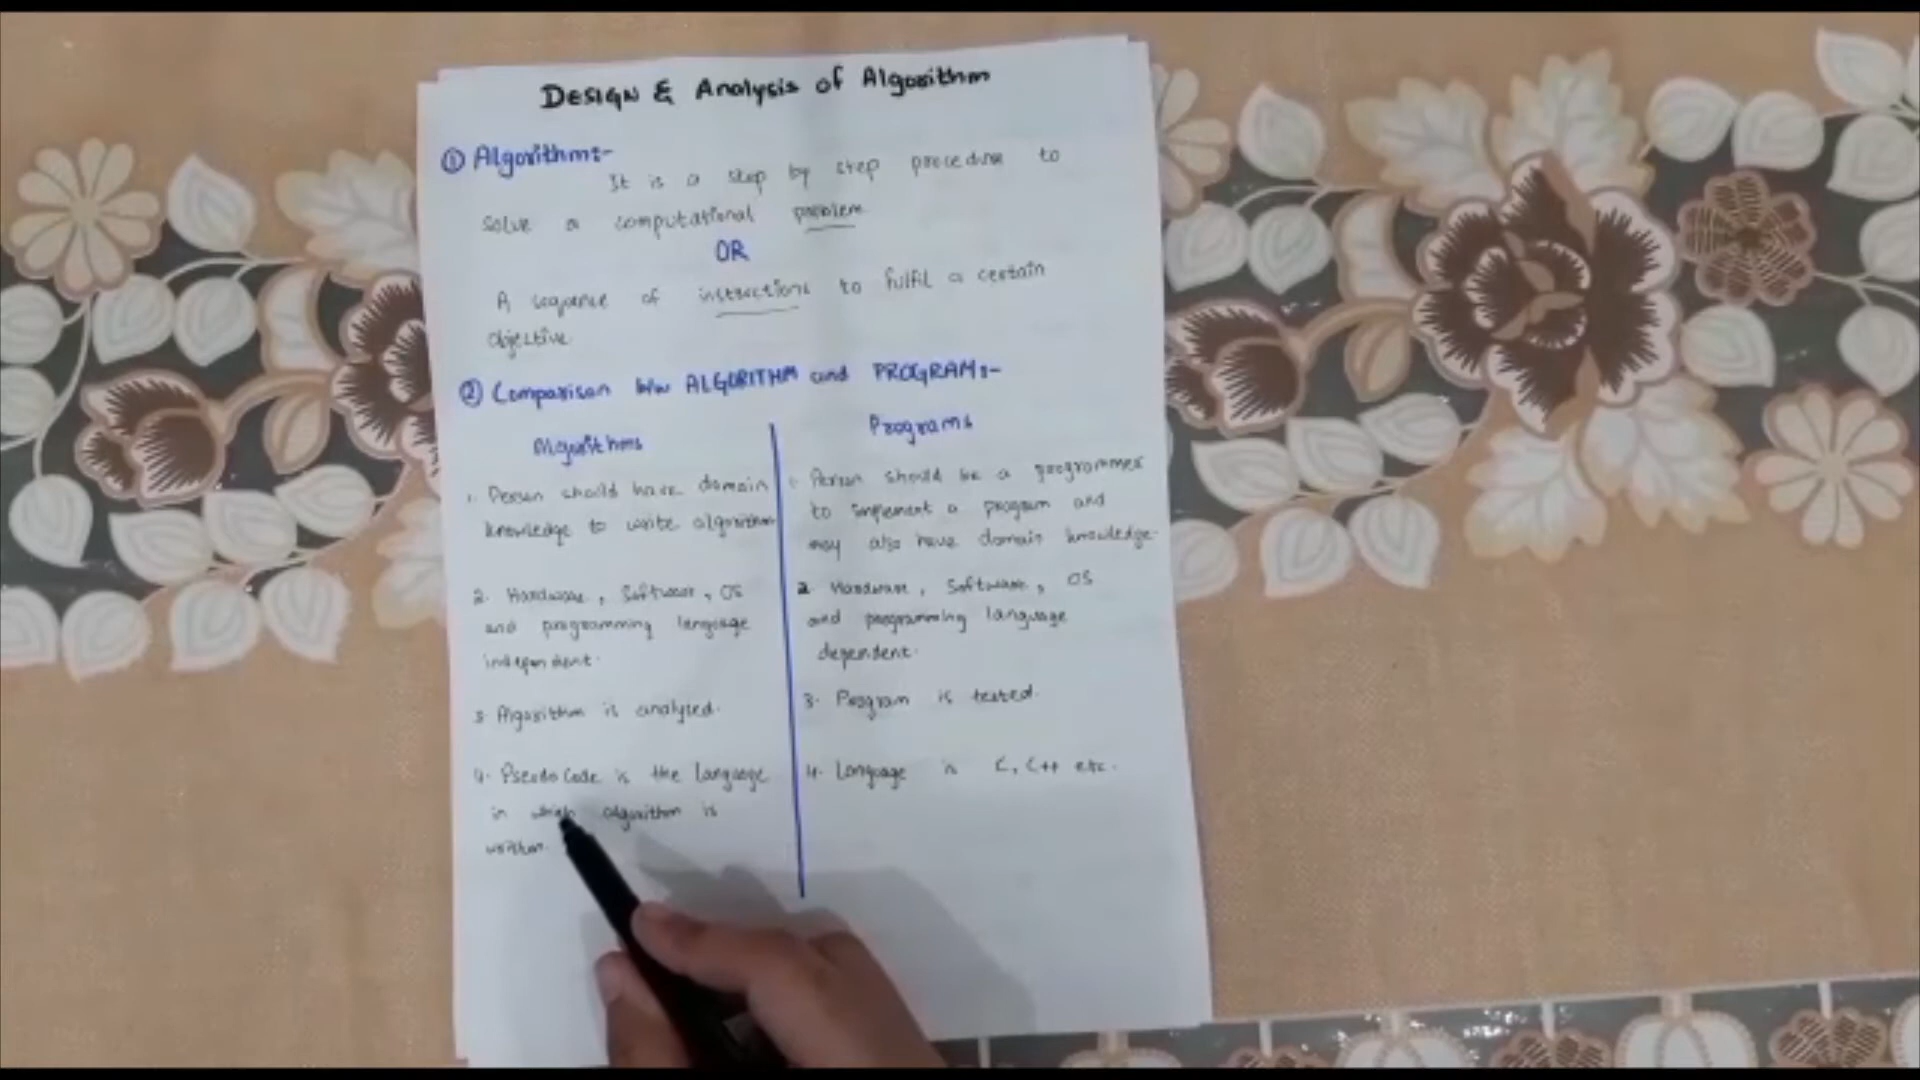 DESIGN & Analysis of Algorithm
① Algorithm:-
It is a step by step procedure to
solve a computational problem
OR
A sequence of instructions to fulfil a certain
objective
② Comparison b/w ALGORITHM and PROGRAM:-
Algorithms
1. Person should have domain
knowledge to write algorithm
2. Hardware, Software, OS
and programming language
independent.
3. Algorithm is analyzed.
4. Pseudo Code is the language
in which algorithm is
written.
Programs
1. Person should be a programmer
to implement a program and
may also have domain knowledge.
2. Hardware, Software, OS
and programming language
dependent.
3. Program is tested.
4. Language is C, C++ etc.